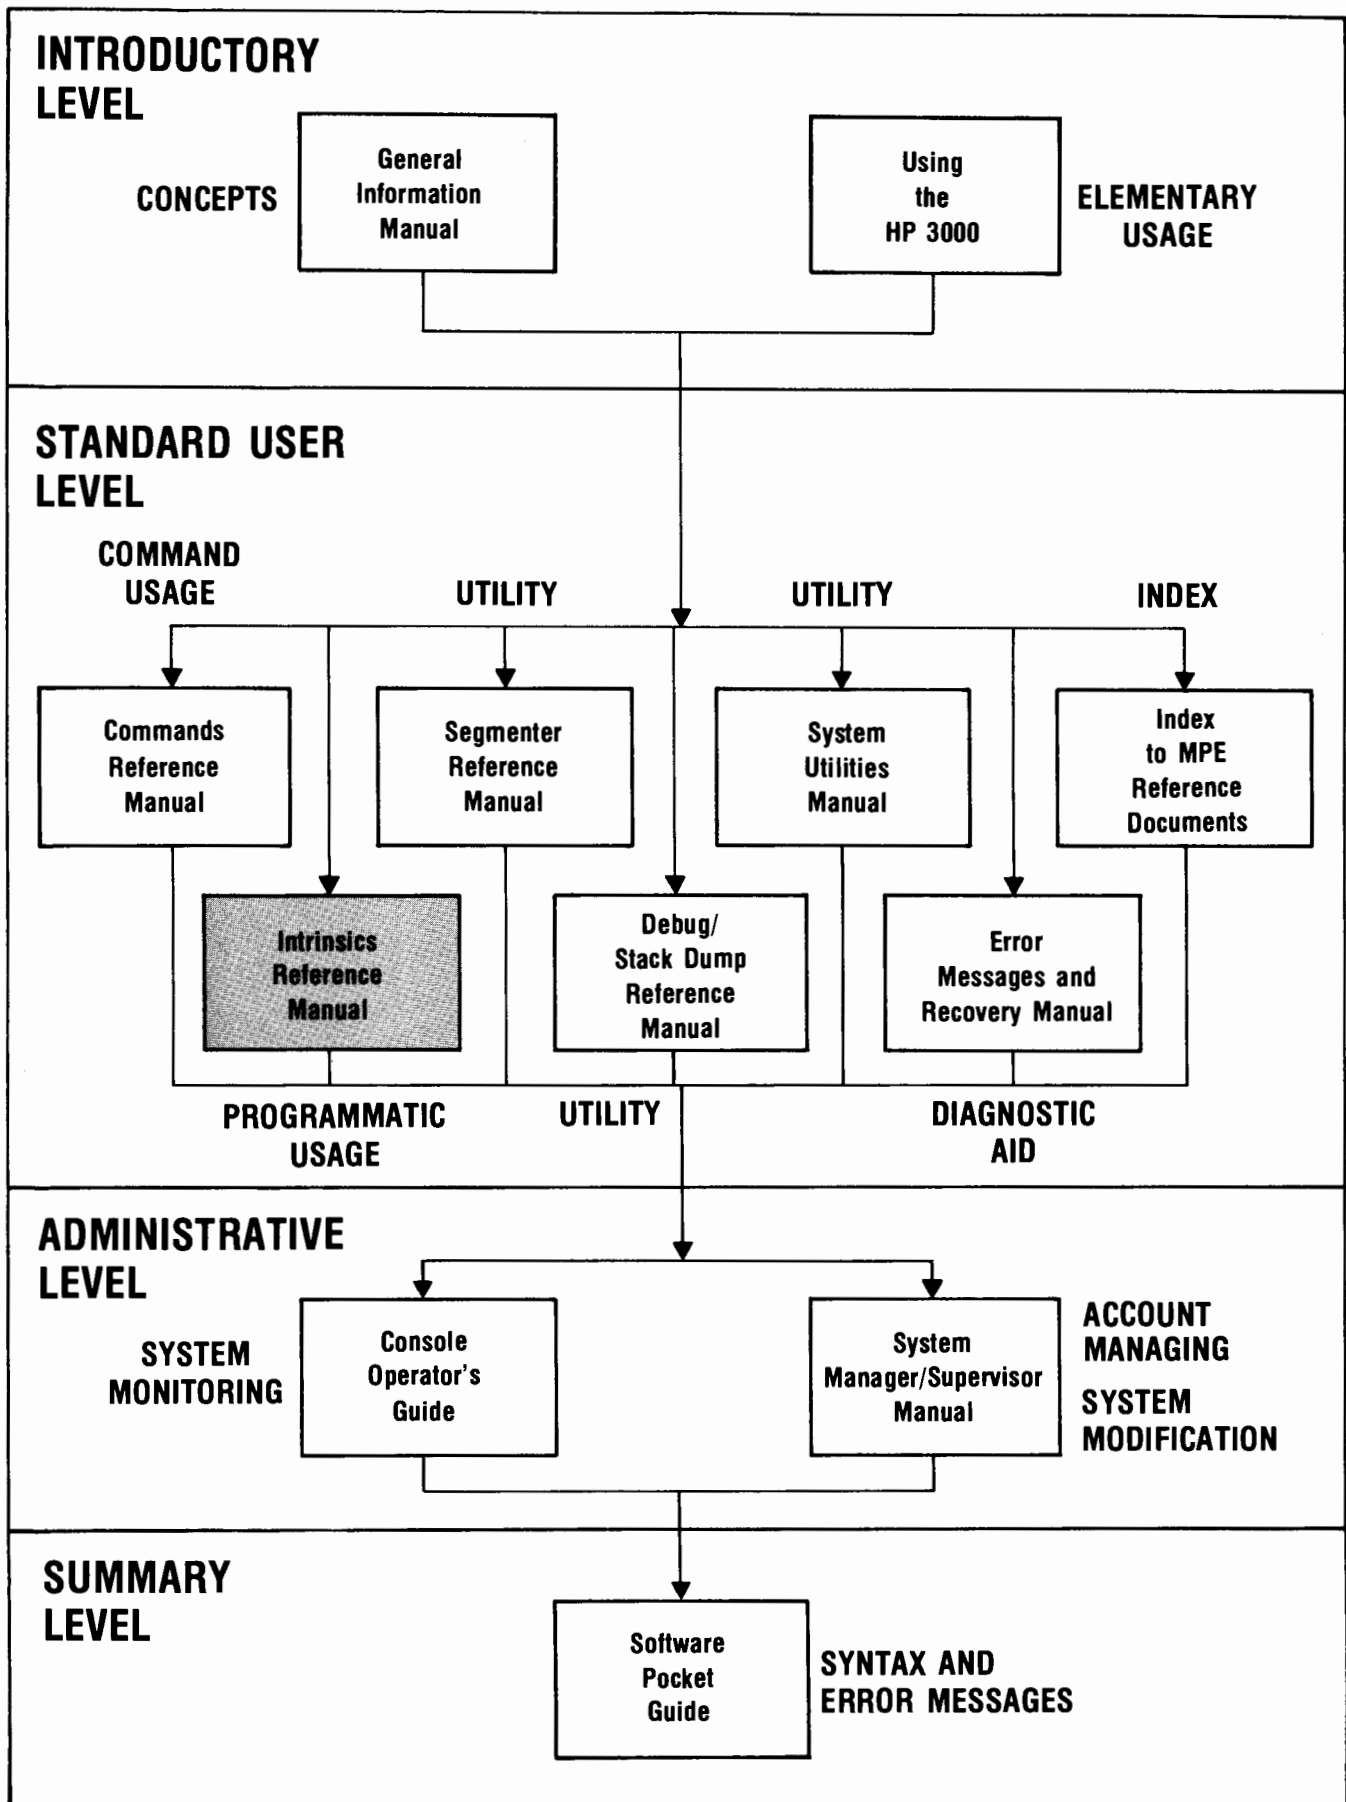 INTRODUCTORY
LEVEL
CONCEPTS
General
Information
Manual
Using
the
HP 3000
ELEMENTARY
USAGE
STANDARD USER
LEVEL
COMMAND
USAGE
UTILITY
UTILITY
INDEX
Commands
Reference
Manual
Segmenter
Reference
Manual
System
Utilities
Manual
Index
to MPE
Reference
Documents
Intrinsics
Reference
Manual
Debug/
Stack Dump
Reference
Manual
Error
Messages and
Recovery Manual
PROGRAMMATIC
USAGE
UTILITY
DIAGNOSTIC
AID
ADMINISTRATIVE
LEVEL
SYSTEM
MONITORING
Console
Operator's
Guide
System
Manager/Supervisor
Manual
ACCOUNT
MANAGING
SYSTEM
MODIFICATION
SUMMARY
LEVEL
Software
Pocket
Guide
SYNTAX AND
ERROR MESSAGES